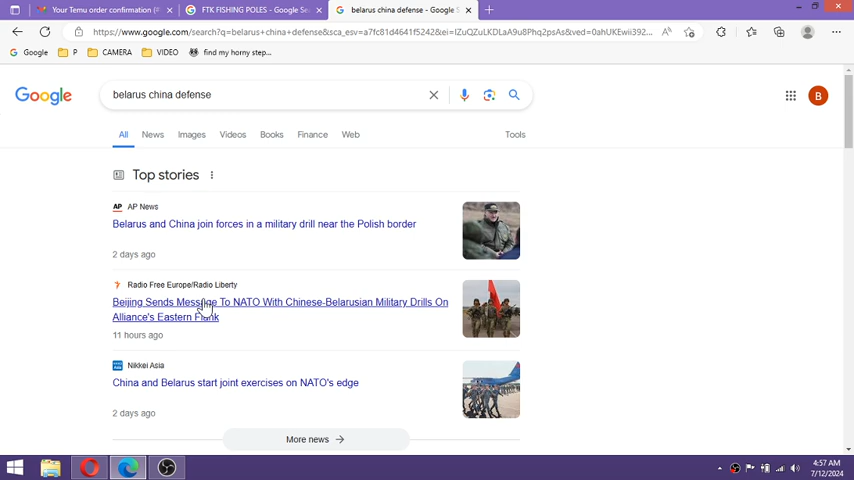 Your Temu order confirmation (#
FTK FISHING POLES - Google Se
belarus china defense - Google S
https://www.google.com/search?q=belarus+china+defense&sca_esv=a7fc81d4641f5242&ei=IZuQZuLKDLaA9u8Phq2psAs&ved=0ahUKEwii392...
Google
P
CAMERA
VIDEO
find my horny step...
Google
belarus china defense
B
All
News
Images
Videos
Books
Finance
Web
Tools
Top stories
AP AP News
Belarus and China join forces in a military drill near the Polish border
2 days ago
Radio Free Europe/Radio Liberty
Beijing Sends Message To NATO With Chinese-Belarusian Military Drills On
Alliance's Eastern Flank
11 hours ago
Nikkei Asia
China and Belarus start joint exercises on NATO's edge
2 days ago
More news
4:57 AM
7/12/2024